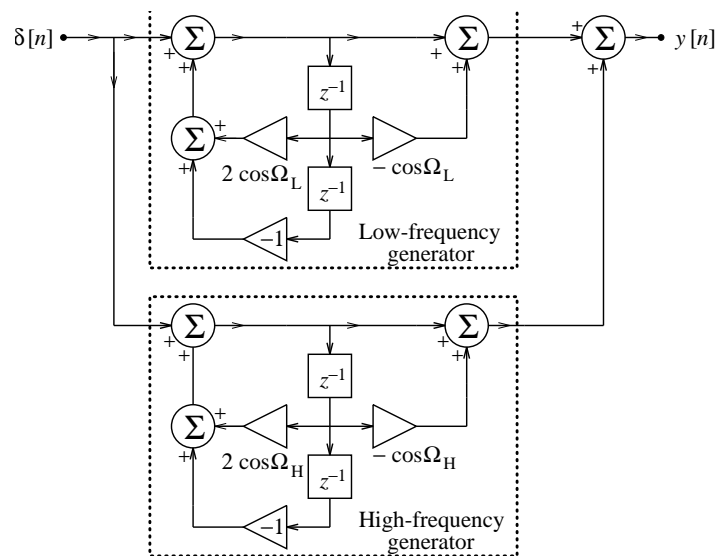 δ[n] + Σ + Σ + Σ y[n]
+ + +
z⁻¹
Σ +
2 cosΩ_L − cosΩ_L
+
z⁻¹
−1
Low-frequency
generator
+ Σ + Σ
+ +
z⁻¹
Σ +
2 cosΩ_H − cosΩ_H
+
z⁻¹
−1
High-frequency
generator